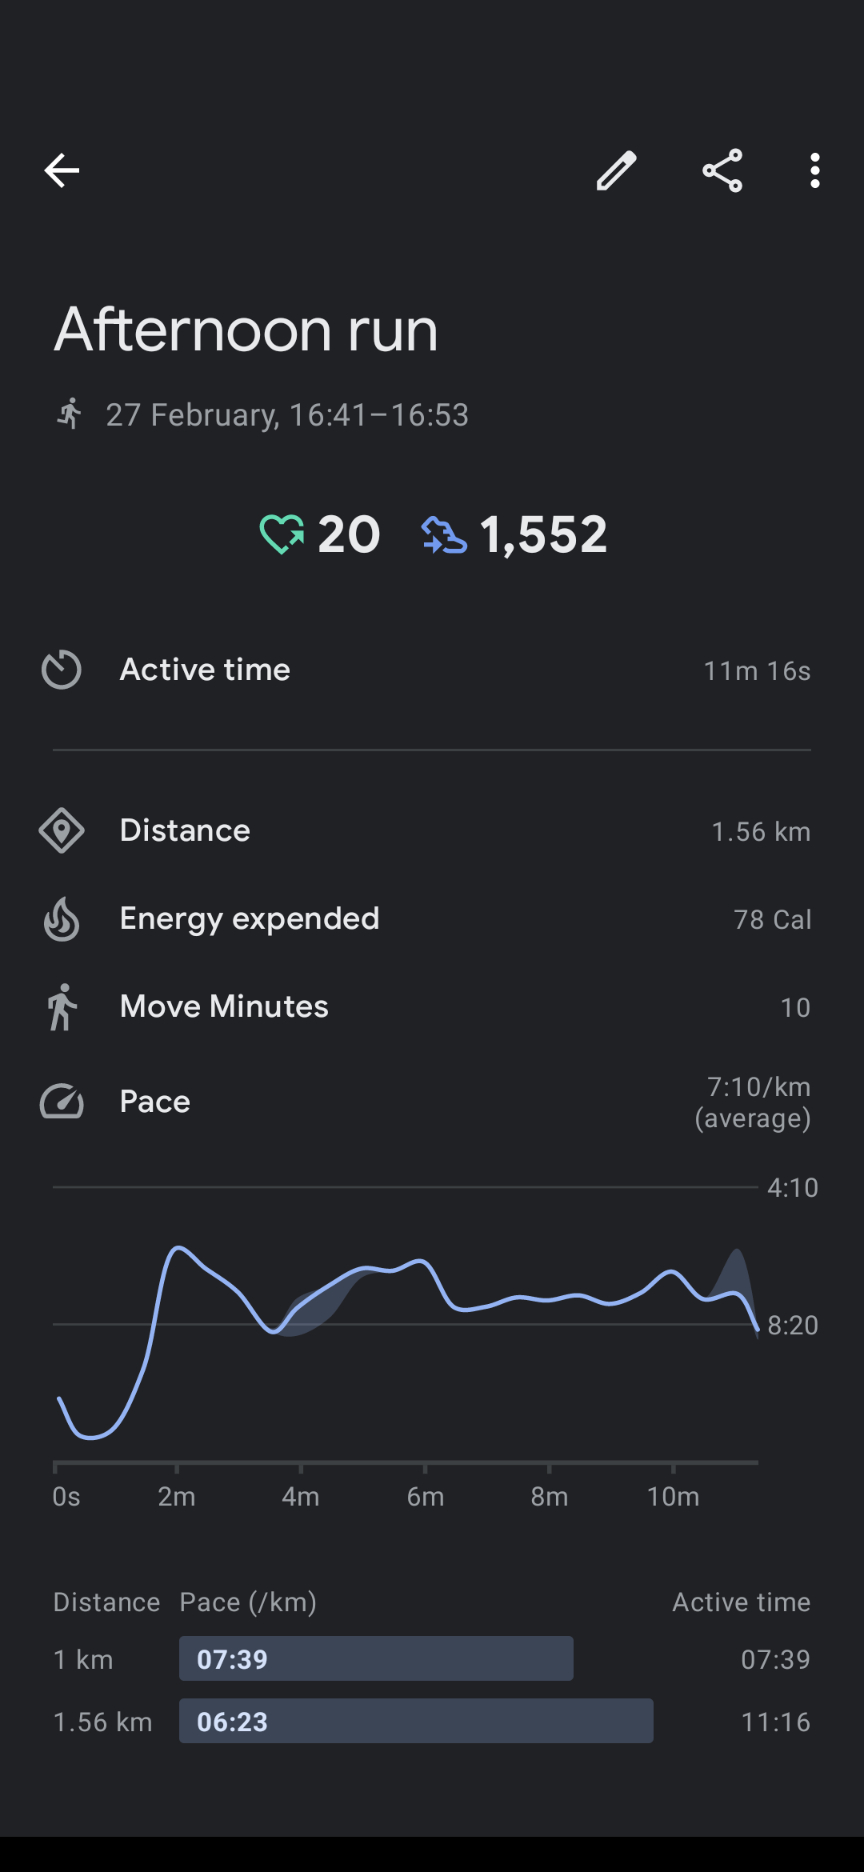 Afternoon run
27 February, 16:41–16:53
20 1,552
Active time 11m 16s
Distance 1.56 km
Energy expended 78 Cal
Move Minutes 10
Pace 7:10/km
(average)
4:10
8:20
0s 2m 4m 6m 8m 10m
Distance Pace (/km) Active time
1 km 07:39 07:39
1.56 km 06:23 11:16